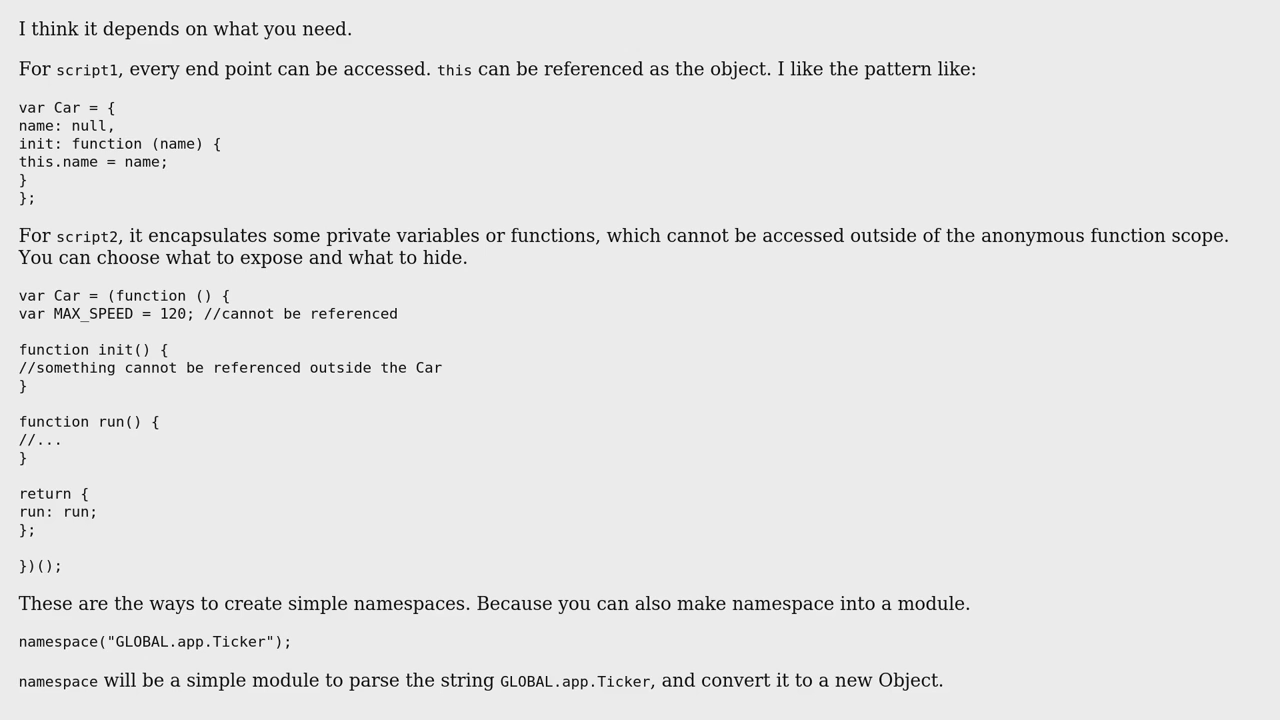 I think it depends on what you need.
For script1, every end point can be accessed. this can be referenced as the object. I like the pattern like:
var Car = {
name: null,
init: function (name) {
this.name = name;
}
};
For script2, it encapsulates some private variables or functions, which cannot be accessed outside of the anonymous function scope.
You can choose what to expose and what to hide.
var Car = (function () {
var MAX_SPEED = 120; //cannot be referenced
function init() {
//something cannot be referenced outside the Car
}
function run() {
//...
}
return {
run: run;
};
})();
These are the ways to create simple namespaces. Because you can also make namespace into a module.
namespace("GLOBAL.app.Ticker");
namespace will be a simple module to parse the string GLOBAL.app.Ticker, and convert it to a new Object.